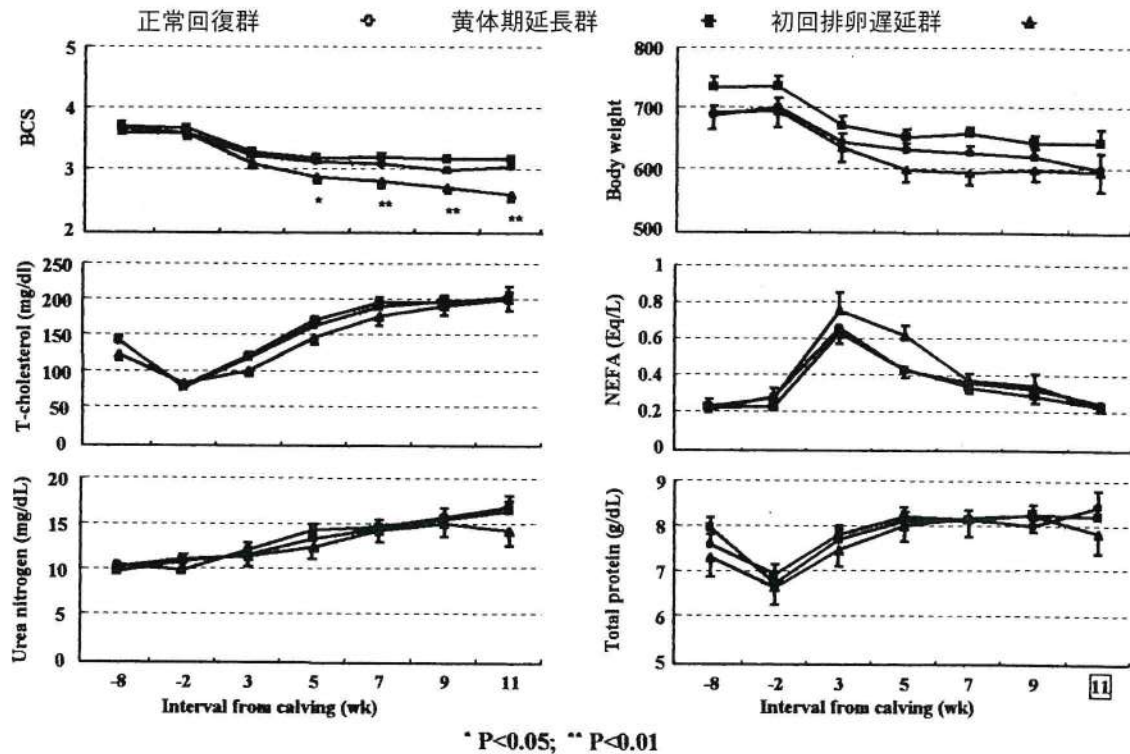 正常回復群 黄体期延長群 初回排卵遅延群
5
4
3
2
BCS
* ** ** **
800
700
600
500
Body weight
250
200
150
100
50
0
T-cholesterol (mg/dl)
1
0.8
0.6
0.4
0.2
0
NEFA (Eq/L)
20
15
10
5
0
Urea nitrogen (mg/dL)
-8 -2 3 5 7 9 11
Interval from calving (wk)
9
8
7
6
5
Total protein (g/dL)
-8 -2 3 5 7 9 11
Interval from calving (wk)
* P<0.05; ** P<0.01